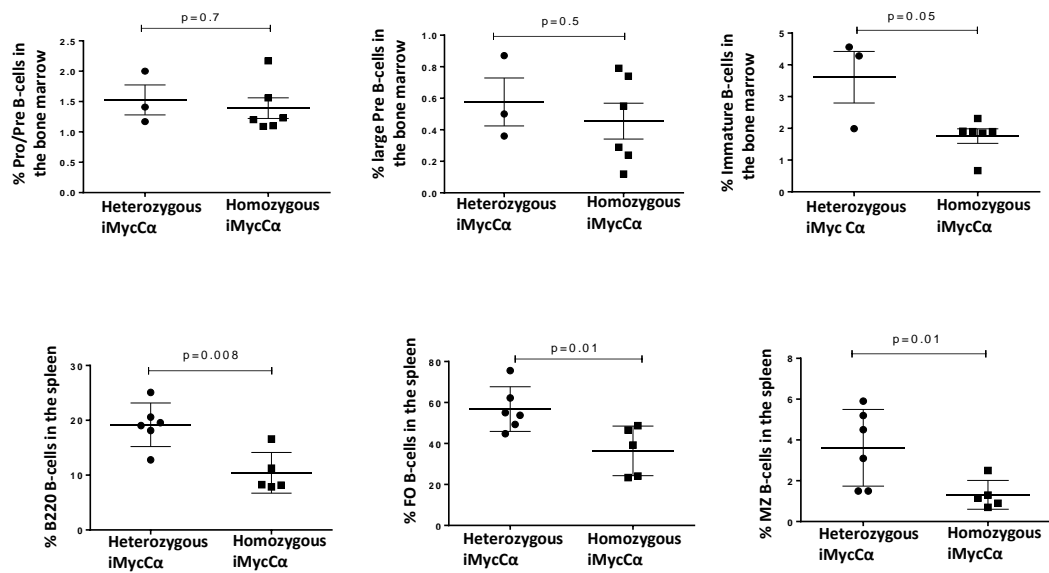 p=0.7
% Pro/Pre B-cells in
the bone marrow
2.5
2.0
1.5
1.0
0.5
0.0
Heterozygous
iMycCα
Homozygous
iMycCα
p=0.5
% large Pre B-cells in
the bone marrow
1.0
0.8
0.6
0.4
0.2
0.0
Heterozygous
iMycCα
Homozygous
iMycCα
p=0.05
% Immature B-cells in
the bone marrow
5
4
3
2
1
0
Heterozygous
iMyc Cα
Homozygous
iMycCα
p=0.008
% B220 B-cells in the spleen
30
20
10
0
Heterozygous
iMycCα
Homozygous
iMycCα
p=0.01
% FO B-cells in the spleen
80
60
40
20
0
Heterozygous
iMycCα
Homozygous
iMycCα
p=0.01
% MZ B-cells in the spleen
8
6
4
2
0
Heterozygous
iMycCα
Homozygous
iMycCα